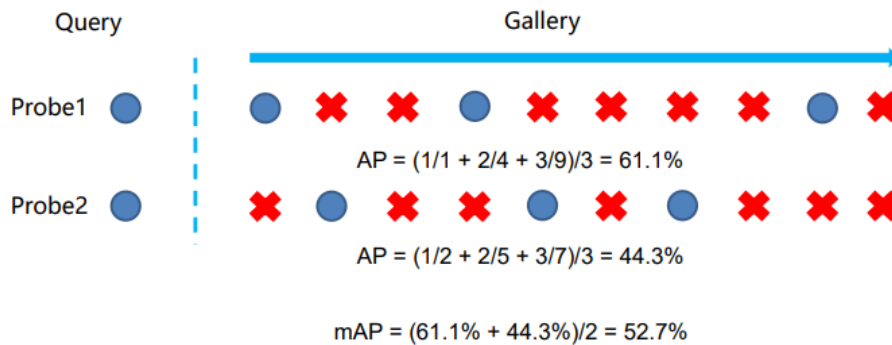 Query
Gallery
Probe1
AP = (1/1 + 2/4 + 3/9)/3 = 61.1%
Probe2
AP = (1/2 + 2/5 + 3/7)/3 = 44.3%
mAP = (61.1% + 44.3%)/2 = 52.7%